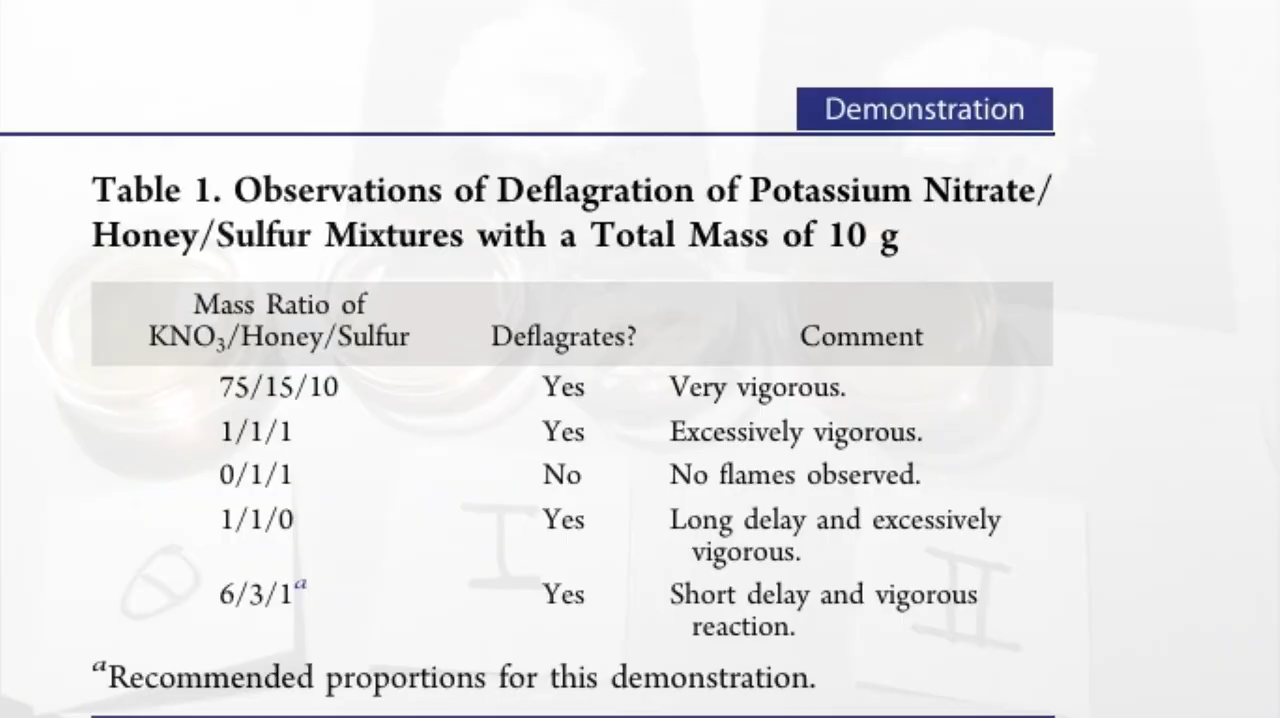 Demonstration
Table 1. Observations of Deflagration of Potassium Nitrate/
Honey/Sulfur Mixtures with a Total Mass of 10 g
Mass Ratio of
KNO₃/Honey/Sulfur Deflagrates? Comment
75/15/10 Yes Very vigorous.
1/1/1 Yes Excessively vigorous.
0/1/1 No No flames observed.
1/1/0 Yes Long delay and excessively
vigorous.
6/3/1ᵃ Yes Short delay and vigorous
reaction.
ᵃRecommended proportions for this demonstration.
I
II